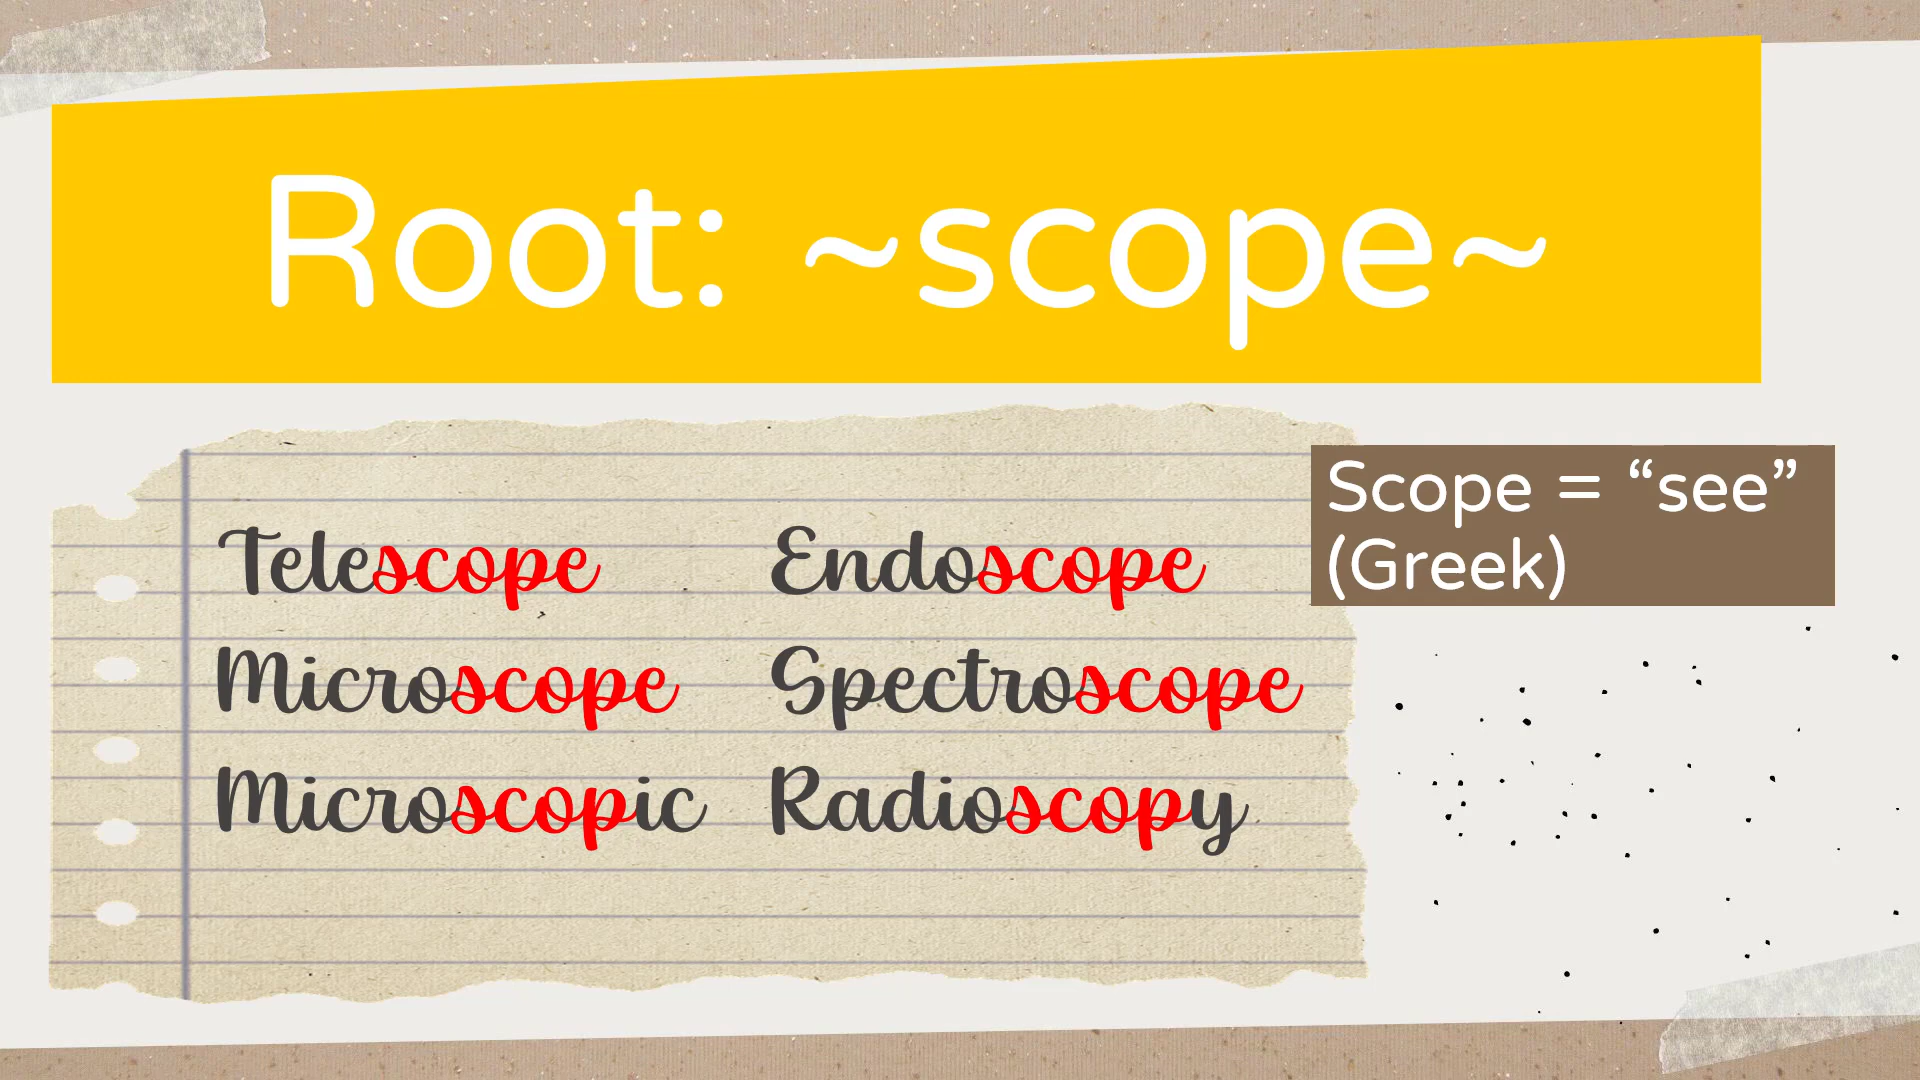 Root: ~scope~
Telescope
Microscope
Microscopic
Endoscope
Spectroscope
Radioscopy
Scope = “see”
(Greek)